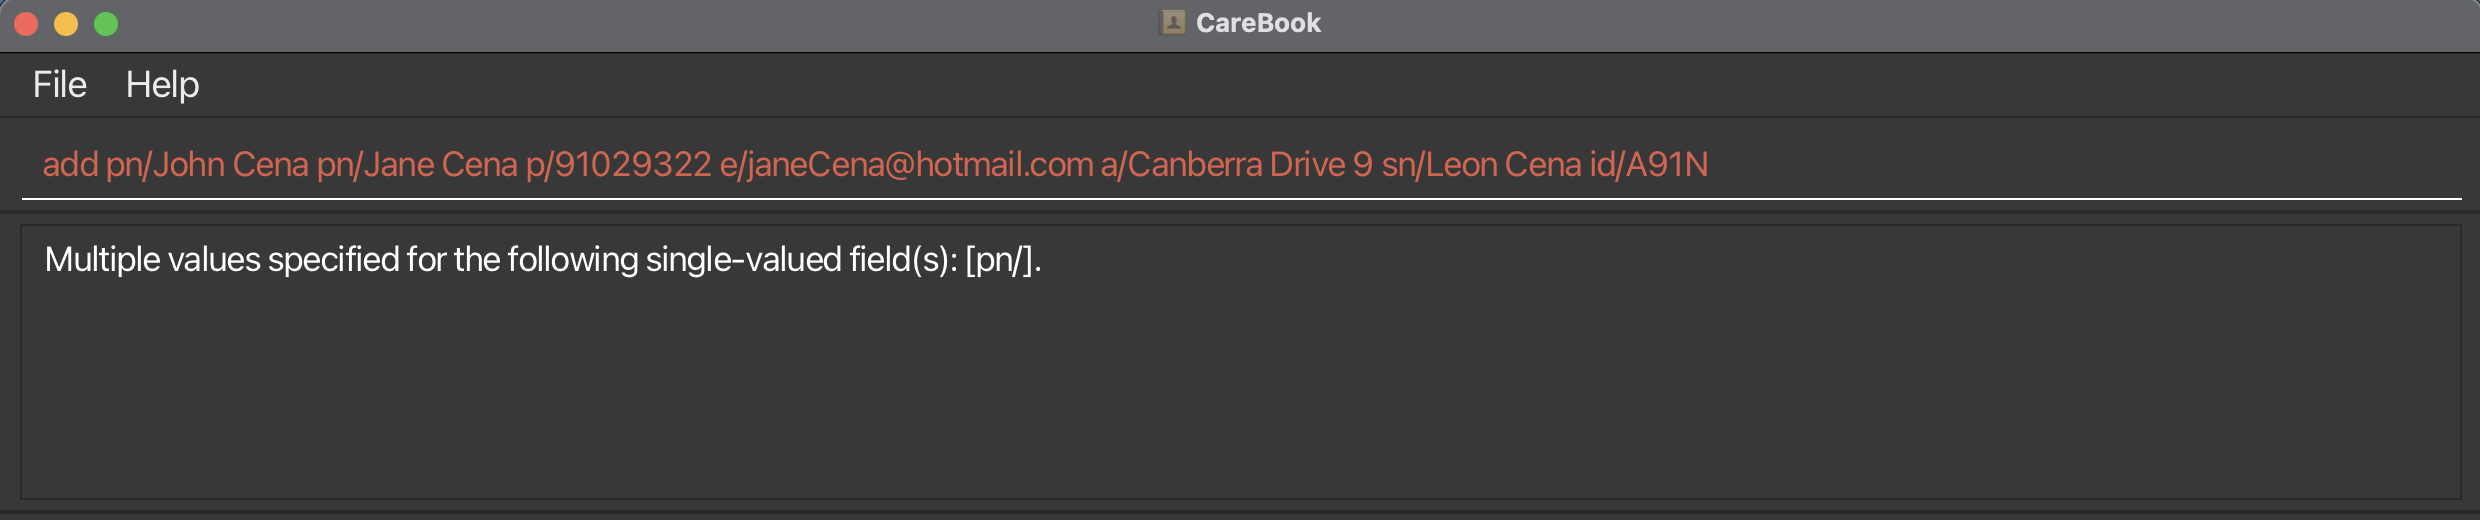 CareBook
File Help
add pn/John Cena pn/Jane Cena p/91029322 e/janeCena@hotmail.com a/Canberra Drive 9 sn/Leon Cena id/A91N
Multiple values specified for the following single-valued field(s): [pn/].